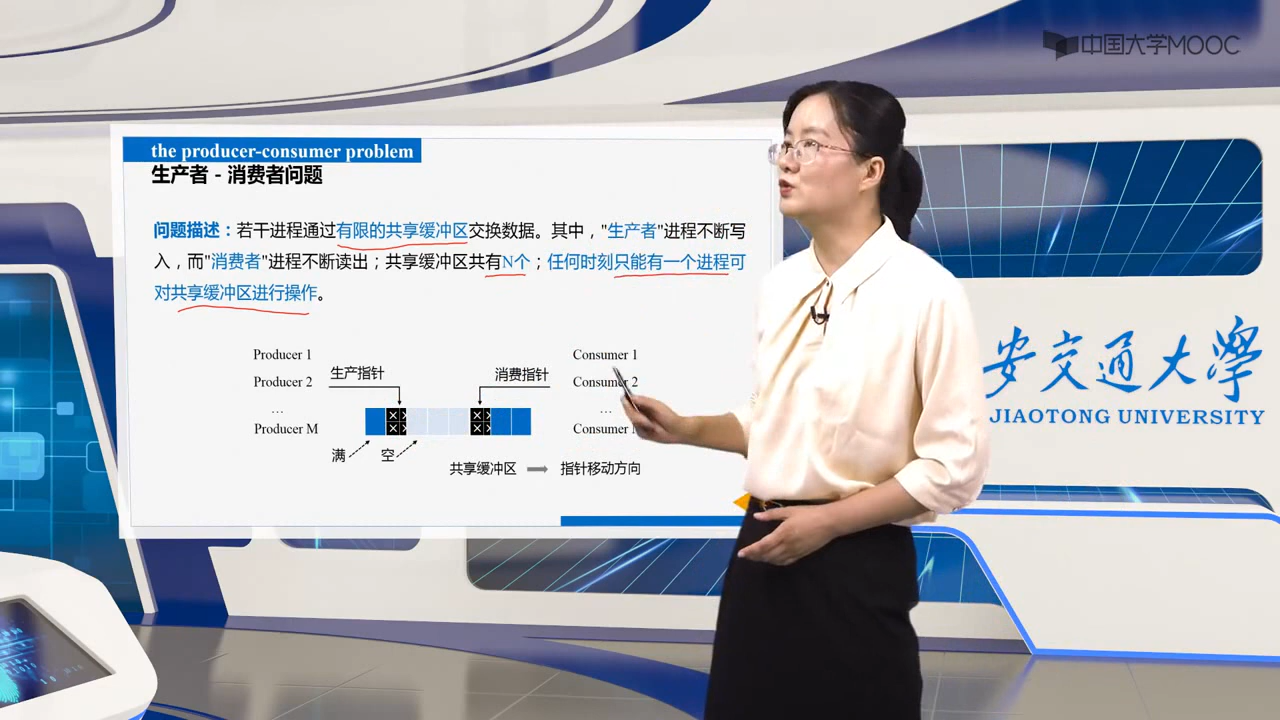 中国大学MOOC
the producer-consumer problem
生产者 - 消费者问题
问题描述：若干进程通过有限的共享缓冲区交换数据。其中，"生产者"进程不断写
入，而"消费者"进程不断读出；共享缓冲区共有N个；任何时刻只能有一个进程可
对共享缓冲区进行操作。
Producer 1
Producer 2
...
Producer M
生产指针
消费指针
Consumer 1
Consumer 2
...
Consumer
满
空
共享缓冲区
指针移动方向
安交通大學
JIAOTONG UNIVERSITY